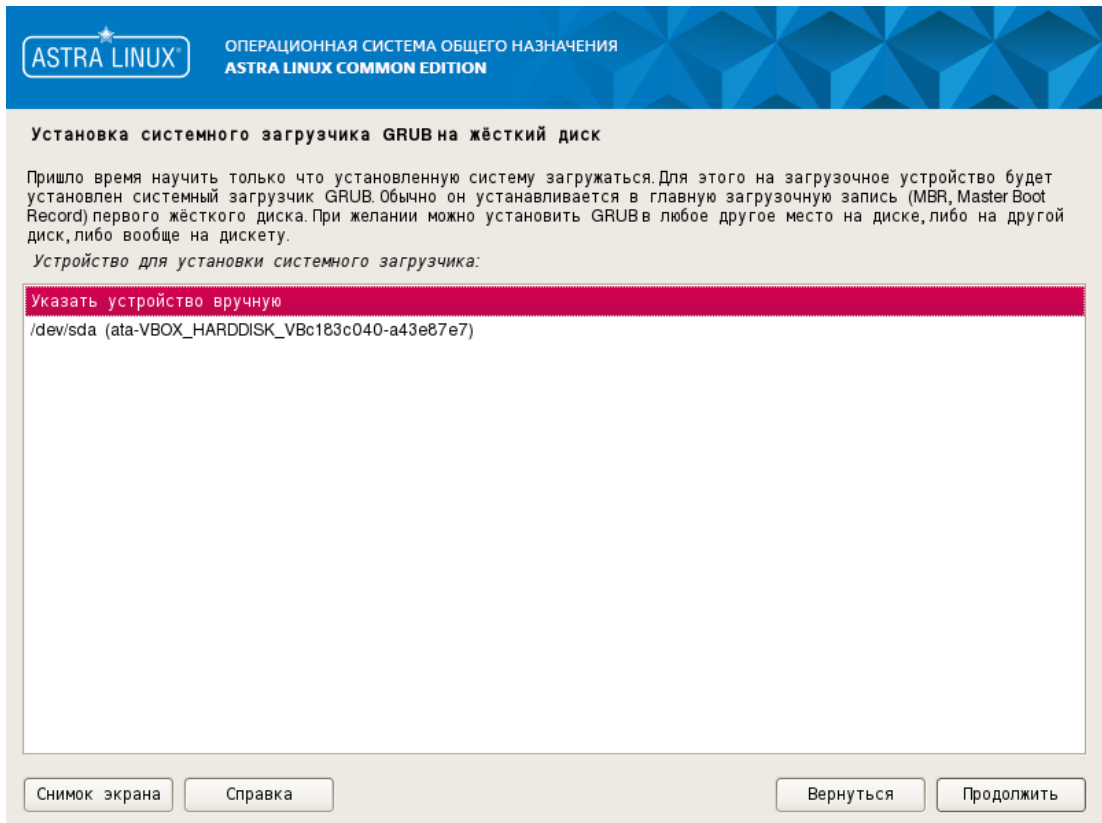 ASTRA LINUX®
ОПЕРАЦИОННАЯ СИСТЕМА ОБЩЕГО НАЗНАЧЕНИЯ
ASTRA LINUX COMMON EDITION
Установка системного загрузчика GRUB на жёсткий диск
Пришло время научить только что установленную систему загружаться. Для этого на загрузочное устройство будет
установлен системный загрузчик GRUB. Обычно он устанавливается в главную загрузочную запись (MBR, Master Boot
Record) первого жёсткого диска. При желании можно установить GRUB в любое другое место на диске, либо на другой
диск, либо вообще на дискету.
Устройство для установки системного загрузчика:
Указать устройство вручную
/dev/sda (ata-VBOX_HARDDISK_VBc183c040-a43e87e7)
Снимок экрана
Справка
Вернуться
Продолжить